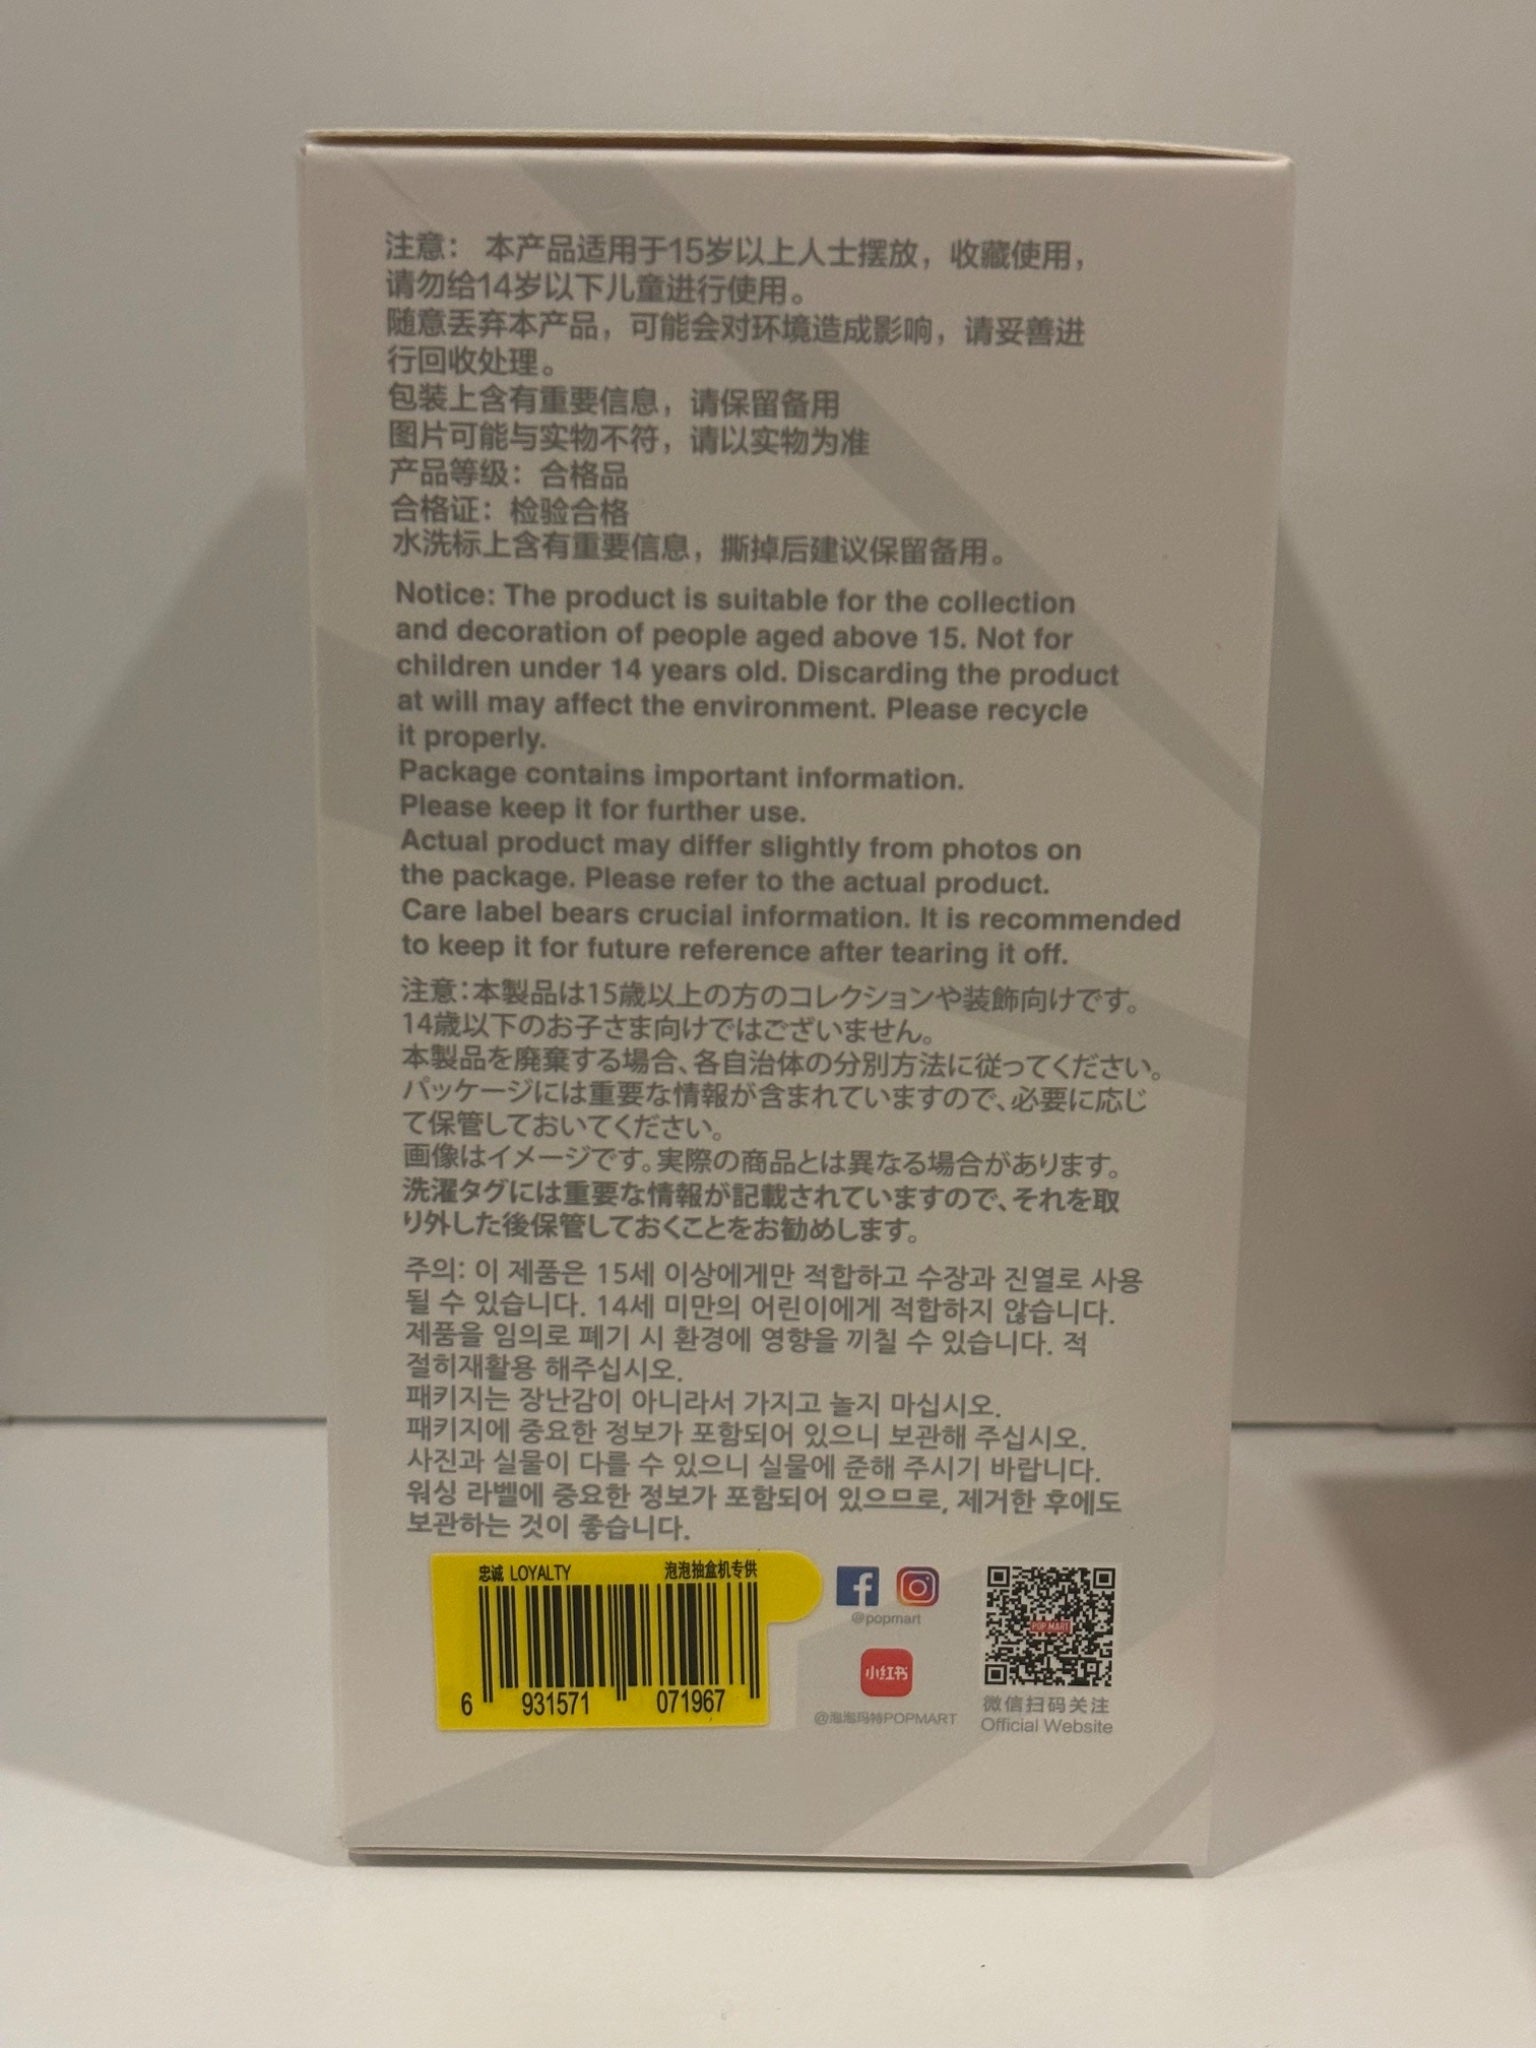 注意： 本产品适用于15岁以上人士摆放，收藏使用，
请勿给14岁以下儿童进行使用。
随意丢弃本产品，可能会对环境造成影响，请妥善进
行回收处理。
包装上含有重要信息，请保留备用
图片可能与实物不符，请以实物为准
产品等级：合格品
合格证：检验合格
水洗标上含有重要信息，撕掉后建议保留备用。
Notice: The product is suitable for the collection
and decoration of people aged above 15. Not for
children under 14 years old. Discarding the product
at will may affect the environment. Please recycle
it properly.
Package contains important information.
Please keep it for further use.
Actual product may differ slightly from photos on
the package. Please refer to the actual product.
Care label bears crucial information. It is recommended
to keep it for future reference after tearing it off.
注意：本製品は15歳以上の方のコレクションや装飾向けです。
14歳以下のお子さま向けではございません。
本製品を廃棄する場合、各自治体の分別方法に従ってください。
パッケージには重要な情報が含まれていますので、必要に応じ
て保管しておいてください。
画像はイメージです。実際の商品とは異なる場合があります。
洗濯タグには重要な情報が記載されていますので、それを取
り外した後保管しておくことをお勧めします。
주의: 이 제품은 15세 이상에게만 적합하고 수장과 진열로 사용
될 수 있습니다. 14세 미만의 어린이에게 적합하지 않습니다.
제품을 임의로 폐기 시 환경에 영향을 끼칠 수 있습니다. 적
절히재활용 해주십시오.
패키지는 장난감이 아니라서 가지고 놀지 마십시오.
패키지에 중요한 정보가 포함되어 있으니 보관해 주십시오.
사진과 실물이 다를 수 있으니 실물에 준해 주시기 바랍니다.
워싱 라벨에 중요한 정보가 포함되어 있으므로, 제거한 후에도
보관하는 것이 좋습니다.
忠诚 LOYALTY 泡泡抽盒机专供
6 931571 071967
@popmart
小红书
@泡泡玛特POPMART
POP MART
微信扫码关注
Official Website